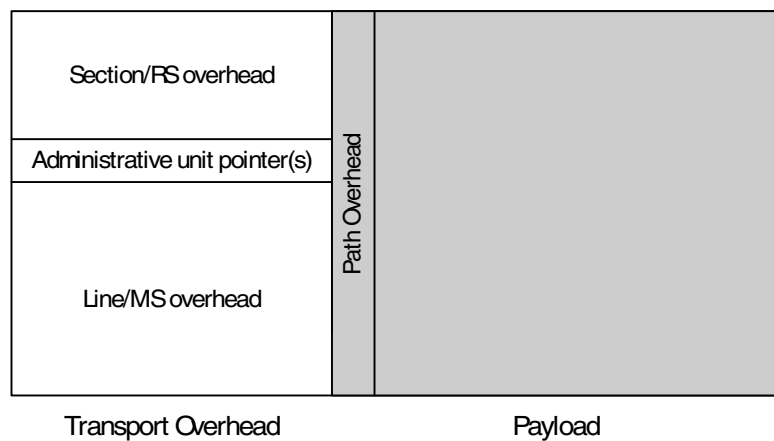 Section/RS overhead
Administrative unit pointer(s)
Line/MS overhead
Path Overhead
Transport Overhead
Payload